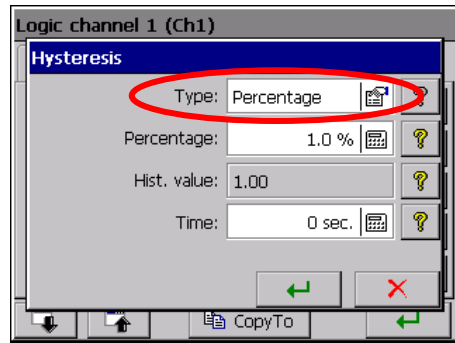 Logic channel 1 (Ch1)
Hysteresis
Type: Percentage ?
Percentage: 1.0 % ?
Hist. value: 1.00 ?
Time: 0 sec. ?
CopyTo